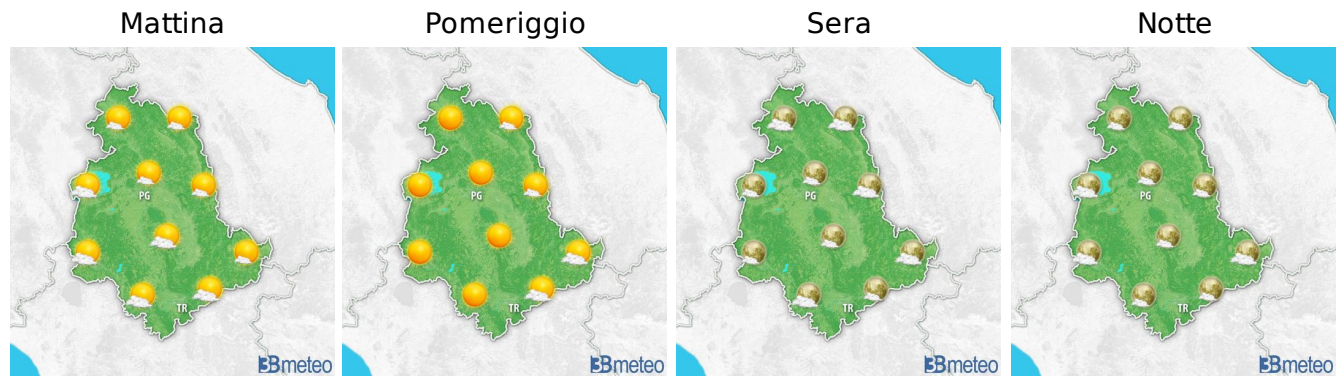 Mattina
Pomeriggio
Sera
Notte
PG
TR
3Bmeteo
PG
TR
3Bmeteo
PG
TR
3Bmeteo
PG
TR
3Bmeteo